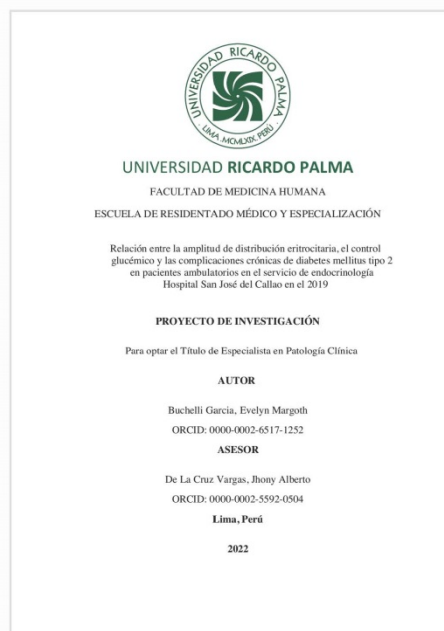 UNIVERSIDAD RICARDO PALMA
LIMA, MCMLXIX PERÚ
UNIVERSIDAD RICARDO PALMA
FACULTAD DE MEDICINA HUMANA
ESCUELA DE RESIDENTADO MÉDICO Y ESPECIALIZACIÓN
Relación entre la amplitud de distribución eritrocitaria, el control
glucémico y las complicaciones crónicas de diabetes mellitus tipo 2
en pacientes ambulatorios en el servicio de endocrinología
Hospital San José del Callao en el 2019
PROYECTO DE INVESTIGACIÓN
Para optar el Título de Especialista en Patología Clínica
AUTOR
Buchelli Garcia, Evelyn Margoth
ORCID: 0000-0002-6517-1252
ASESOR
De La Cruz Vargas, Jhony Alberto
ORCID: 0000-0002-5592-0504
Lima, Perú
2022